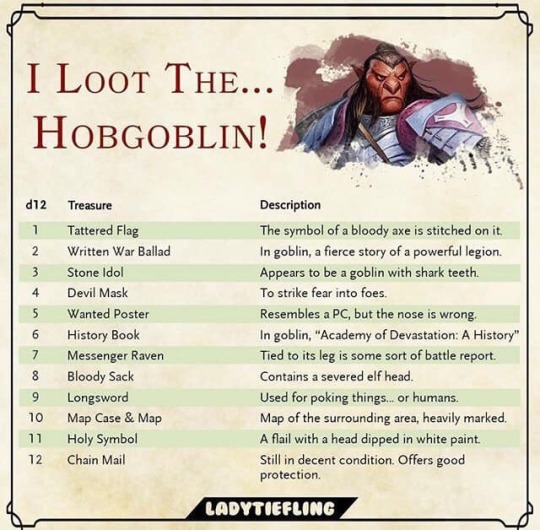 I Loot The...
Hobgoblin!
d12 Treasure Description
1 Tattered Flag The symbol of a bloody axe is stitched on it.
2 Written War Ballad In goblin, a fierce story of a powerful legion.
3 Stone Idol Appears to be a goblin with shark teeth.
4 Devil Mask To strike fear into foes.
5 Wanted Poster Resembles a PC, but the nose is wrong.
6 History Book In goblin, “Academy of Devastation: A History”
7 Messenger Raven Tied to its leg is some sort of battle report.
8 Bloody Sack Contains a severed elf head.
9 Longsword Used for poking things... or humans.
10 Map Case & Map Map of the surrounding area, heavily marked.
11 Holy Symbol A flail with a head dipped in white paint.
12 Chain Mail Still in decent condition. Offers good
protection.
LADYTIEFLING